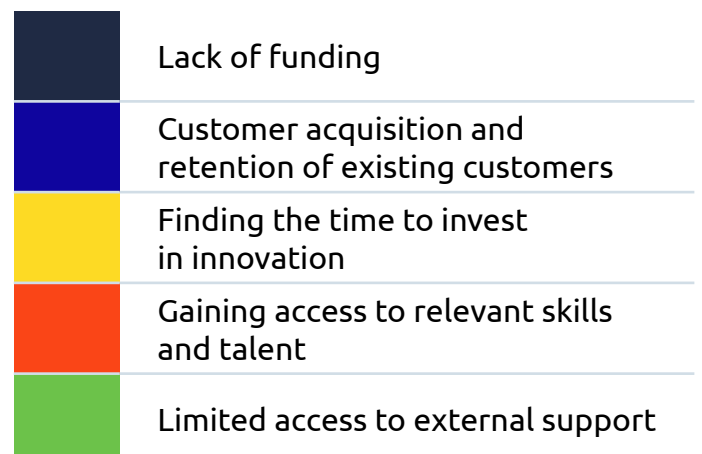 Lack of funding
Customer acquisition and
retention of existing customers
Finding the time to invest
in innovation
Gaining access to relevant skills
and talent
Limited access to external support